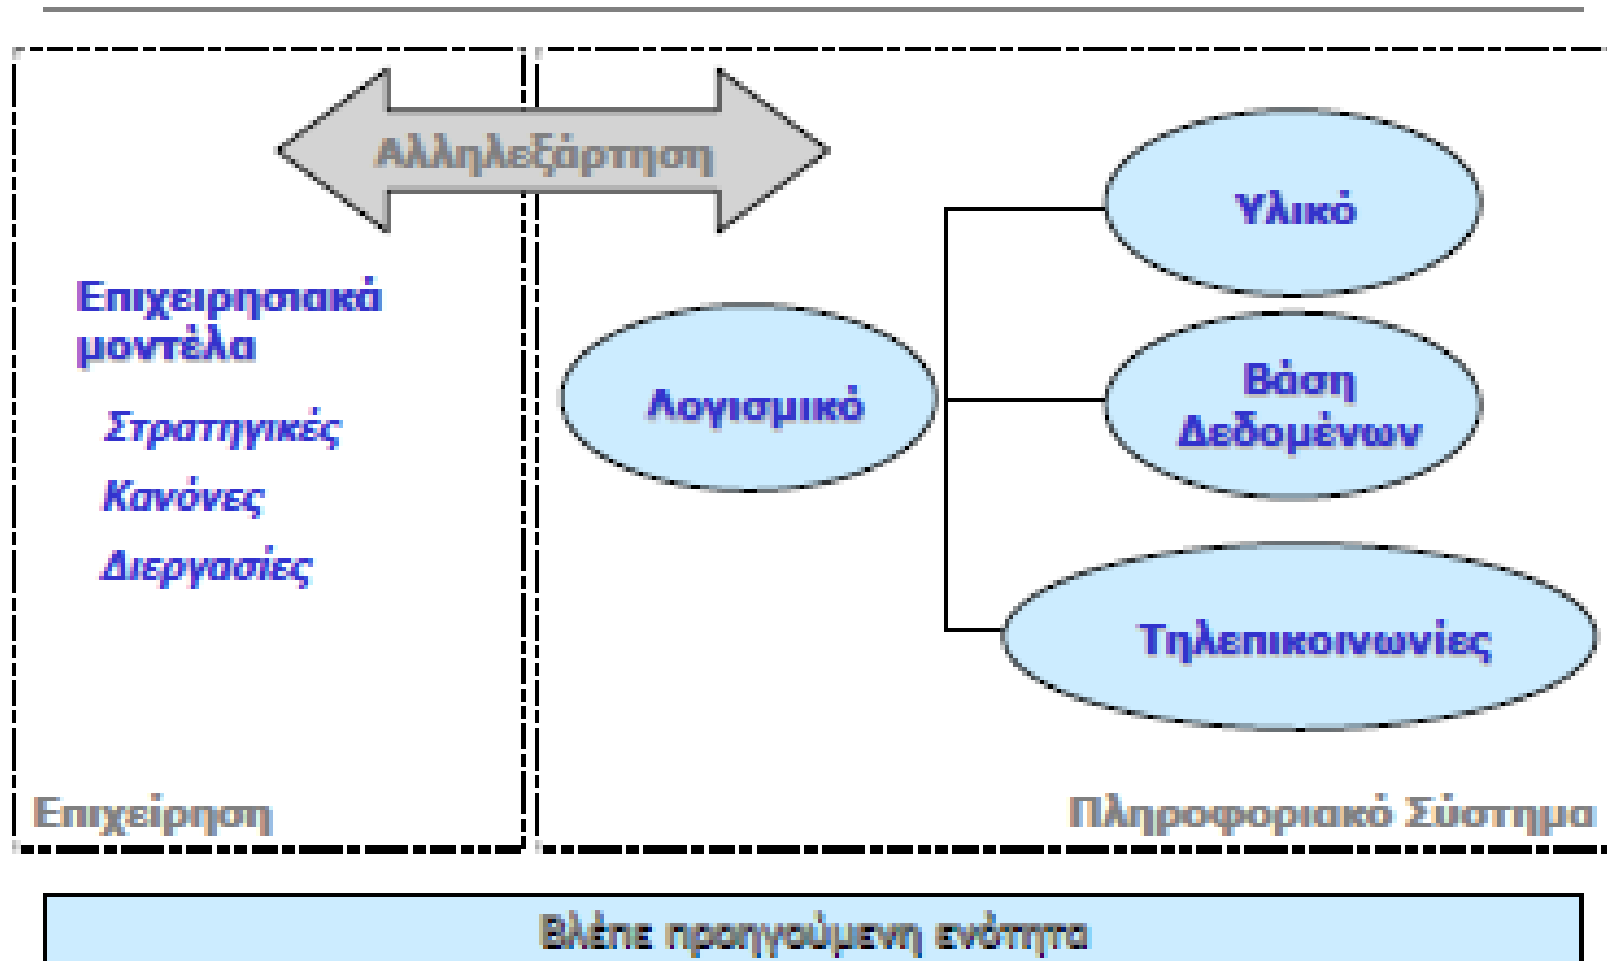 Αλληλεξάρτηση
Επιχειρησιακά
μοντέλα
Στρατηγικές
Κανόνες
Διεργασίες
Επιχείρηση
Λογισμικό
Υλικό
Βάση
Δεδομένων
Τηλεπικοινωνίες
Πληροφοριακό Σύστημα
Βλέπε προηγούμενη ενότητα